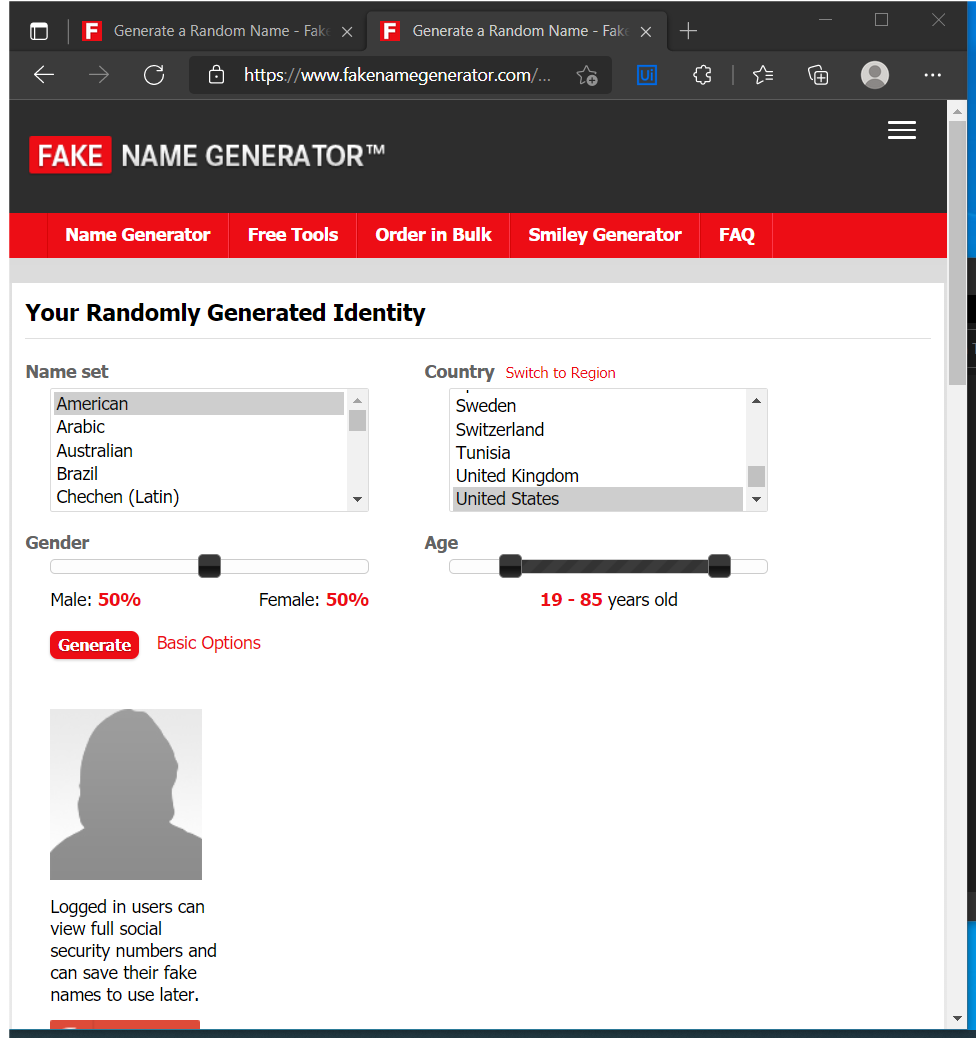 Generate a Random Name - Fake
Generate a Random Name - Fake
https://www.fakenamegenerator.com/...
Ui
FAKE NAME GENERATOR™
Name Generator Free Tools Order in Bulk Smiley Generator FAQ
Your Randomly Generated Identity
Name set
American
Arabic
Australian
Brazil
Chechen (Latin)
Country Switch to Region
Sweden
Switzerland
Tunisia
United Kingdom
United States
Gender
Male: 50% Female: 50%
Age
19 - 85 years old
Generate Basic Options
Logged in users can
view full social
security numbers and
can save their fake
names to use later.